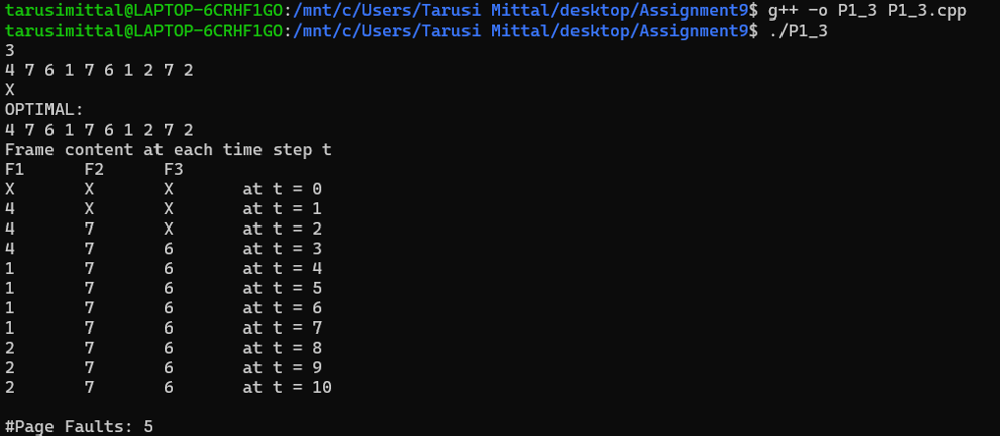 tarusimittal@LAPTOP-6CRHF1GO:/mnt/c/Users/Tarusi Mittal/desktop/Assignment9$ g++ -o P1_3 P1_3.cpp
tarusimittal@LAPTOP-6CRHF1GO:/mnt/c/Users/Tarusi Mittal/desktop/Assignment9$ ./P1_3
3
4 7 6 1 7 6 1 2 7 2
X
OPTIMAL:
4 7 6 1 7 6 1 2 7 2
Frame content at each time step t
F1 F2 F3
X X X at t = 0
4 X X at t = 1
4 7 X at t = 2
4 7 6 at t = 3
1 7 6 at t = 4
1 7 6 at t = 5
1 7 6 at t = 6
1 7 6 at t = 7
2 7 6 at t = 8
2 7 6 at t = 9
2 7 6 at t = 10
#Page Faults: 5